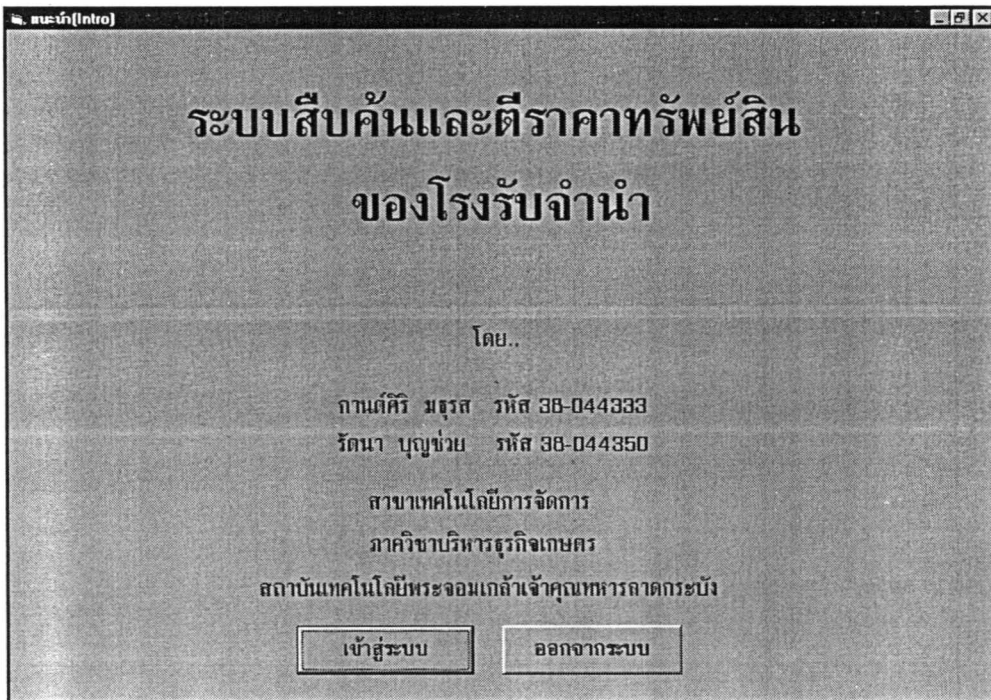 แนะนำ(Intro)
ระบบสืบค้นและตีราคาทรัพย์สิน
ของโรงรับจำนำ
โดย..
กานต์ศิริ มธุรส รหัส 38-044333
รัตนา บุญช่วย รหัส 38-044350
สาขาเทคโนโลยีการจัดการ
ภาควิชาบริหารธุรกิจเกษตร
สถาบันเทคโนโลยีพระจอมเกล้าเจ้าคุณทหารลาดกระบัง
เข้าสู่ระบบ ออกจากระบบ